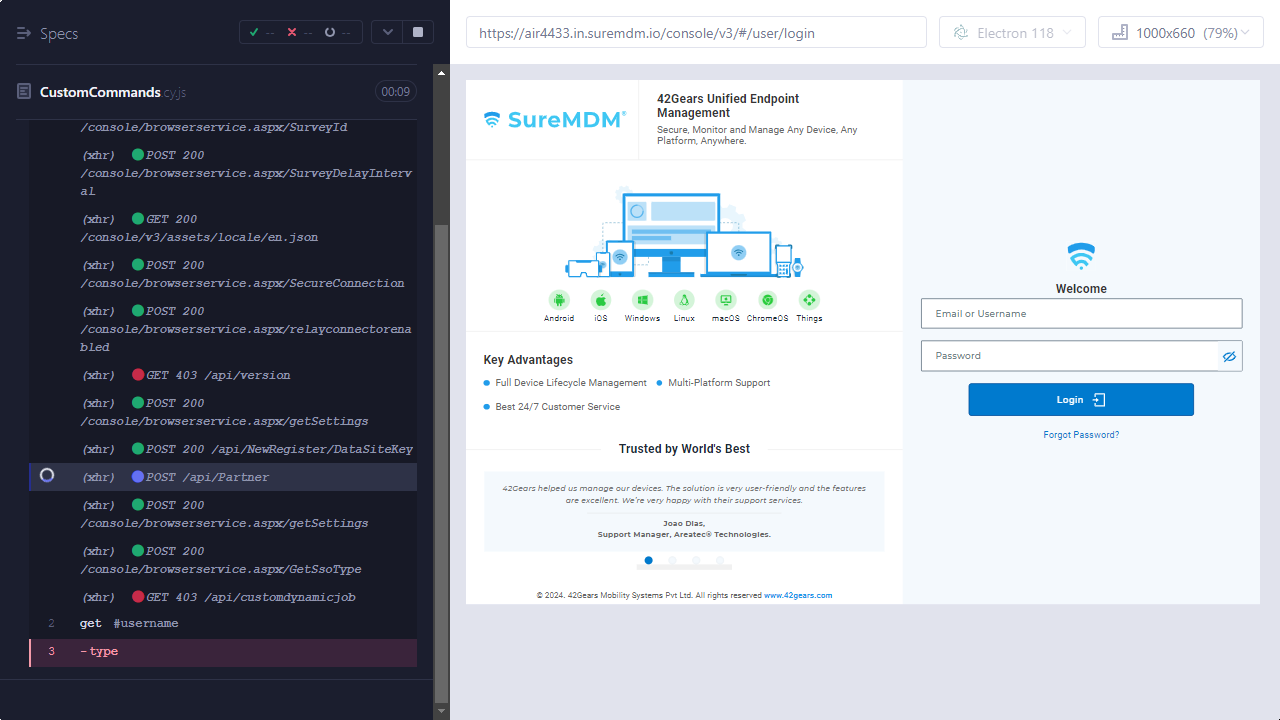 Specs
--
--
--
CustomCommands.cy.js
00:09
/console/browserservice.aspx/SurveyId
(xhr) POST 200
/console/browserservice.aspx/SurveyDelayInterv
al
(xhr) GET 200
/console/v3/assets/locale/en.json
(xhr) POST 200
/console/browserservice.aspx/SecureConnection
(xhr) POST 200
/console/browserservice.aspx/relayconnectorena
bled
(xhr) GET 403 /api/version
(xhr) POST 200
/console/browserservice.aspx/getSettings
(xhr) POST 200 /api/NewRegister/DataSiteKey
(xhr) POST /api/Partner
(xhr) POST 200
/console/browserservice.aspx/getSettings
(xhr) POST 200
/console/browserservice.aspx/GetSsoType
(xhr) GET 403 /api/customdynamicjob
2 get #username
3 -type
https://air4433.in.suremdm.io/console/v3/#/user/login
Electron 118
1000x660 (79%)
SureMDM®
42Gears Unified Endpoint
Management
Secure, Monitor and Manage Any Device, Any
Platform, Anywhere.
Android iOS Windows Linux macOS ChromeOS Things
Key Advantages
Full Device Lifecycle Management Multi-Platform Support
Best 24/7 Customer Service
Trusted by World's Best
42Gears helped us manage our devices. The solution is very user-friendly and the features
are excellent. We're very happy with their support services.
Joao Dias,
Support Manager, Areatec® Technologies.
© 2024. 42Gears Mobility Systems Pvt Ltd. All rights reserved www.42gears.com
Welcome
Email or Username
Password
Login
Forgot Password?